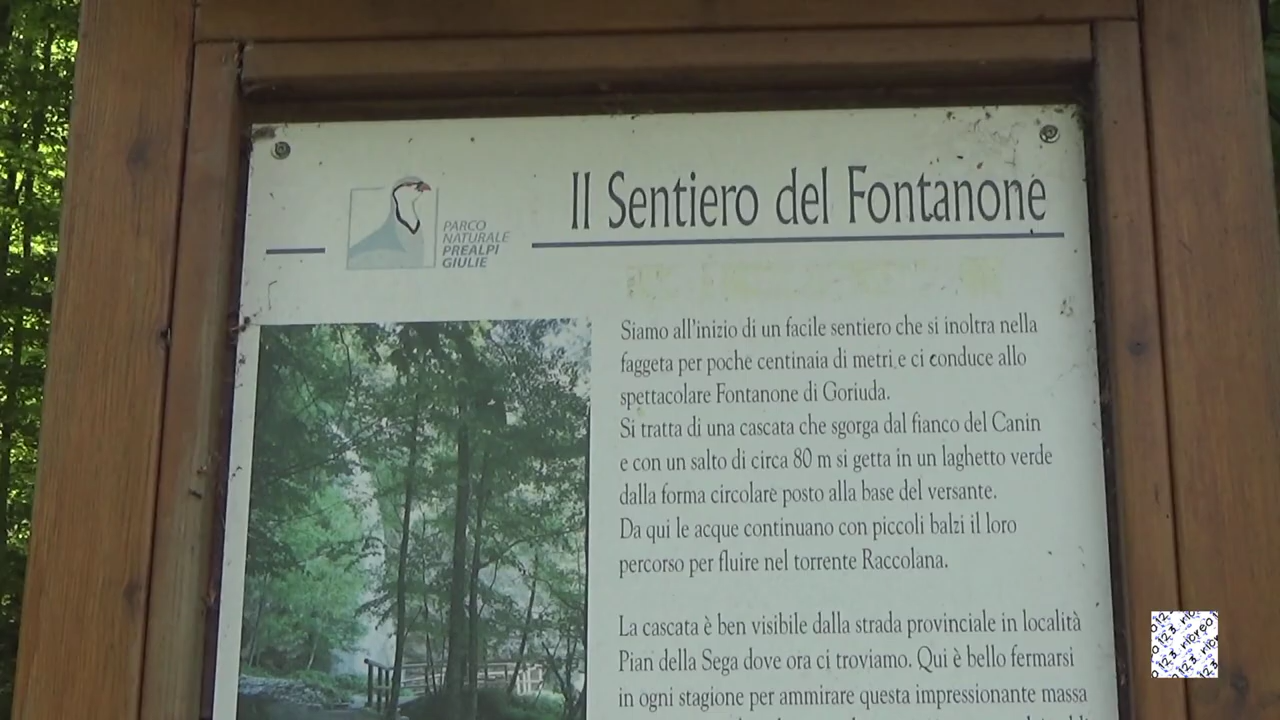 Il Sentiero del Fontanone
PARCO
NATURALE
PREALPI
GIULIE
Siamo all'inizio di un facile sentiero che si inoltra nella
faggeta per poche centinaia di metri e ci conduce allo
spettacolare Fontanone di Goriuda.
Si tratta di una cascata che sgorga dal fianco del Canin
e con un salto di circa 80 m si getta in un laghetto verde
dalla forma circolare posto alla base del versante.
Da qui le acque continuano con piccoli balzi il loro
percorso per fluire nel torrente Raccolana.
La cascata è ben visibile dalla strada provinciale in località
Pian della Sega dove ora ci troviamo. Qui è bello fermarsi
in ogni stagione per ammirare questa impressionante massa